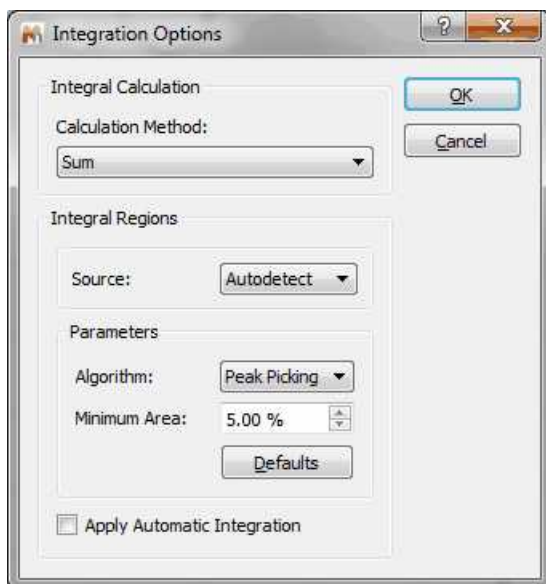 Integration Options
?
Integral Calculation
OK
Calculation Method:
Cancel
Sum
Integral Regions
Source: Autodetect
Parameters
Algorithm: Peak Picking
Minimum Area: 5.00 %
Defaults
Apply Automatic Integration